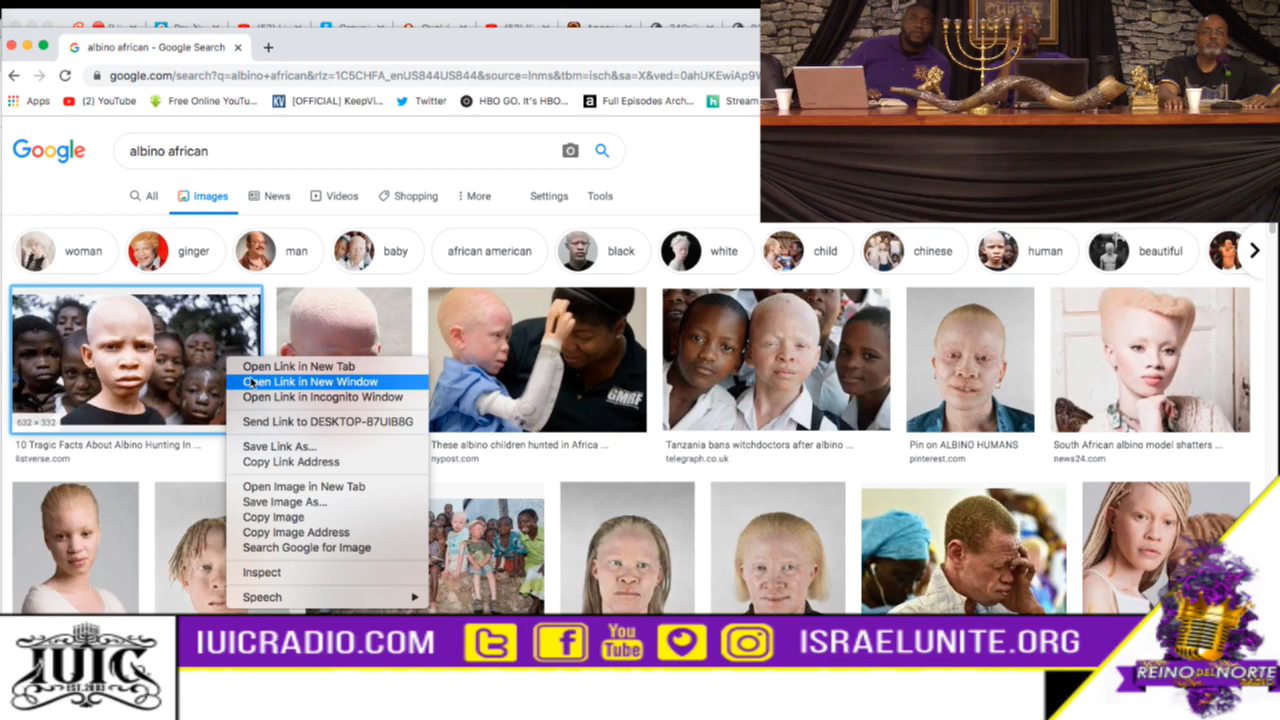 albino african - Google Search
google.com/search?q=albino+african&rlz=1C5CHFA_enUS844US844&source=lnms&tbm=isch&sa=X&ved=0ahUKEwiAp9
Apps (2) YouTube Free Online YouTu... [OFFICIAL] KeepVi... Twitter HBO GO. It's HBO... Full Episodes Arch... Stream
Google albino african
All Images News Videos Shopping More Settings Tools
woman ginger man baby african american black white child chinese human beautiful
GMRF
632 × 332
10 Tragic Facts About Albino Hunting In ...
listverse.com
These albino children hunted in Africa ...
nypost.com
Tanzania bans witchdoctors after albino ...
telegraph.co.uk
Pin on ALBINO HUMANS
pinterest.com
South African albino model shatters ...
news24.com
Open Link in New Tab
Open Link in New Window
Open Link in Incognito Window
Send Link to DESKTOP-87UIB8G
Save Link As...
Copy Link Address
Open Image in New Tab
Save Image As...
Copy Image
Copy Image Address
Search Google for Image
Inspect
Speech
IUIC
EST. 2003
IUICRADIO.COM You Tube ISRAELUNITE.ORG
REINO DEL NORTE
RADIO